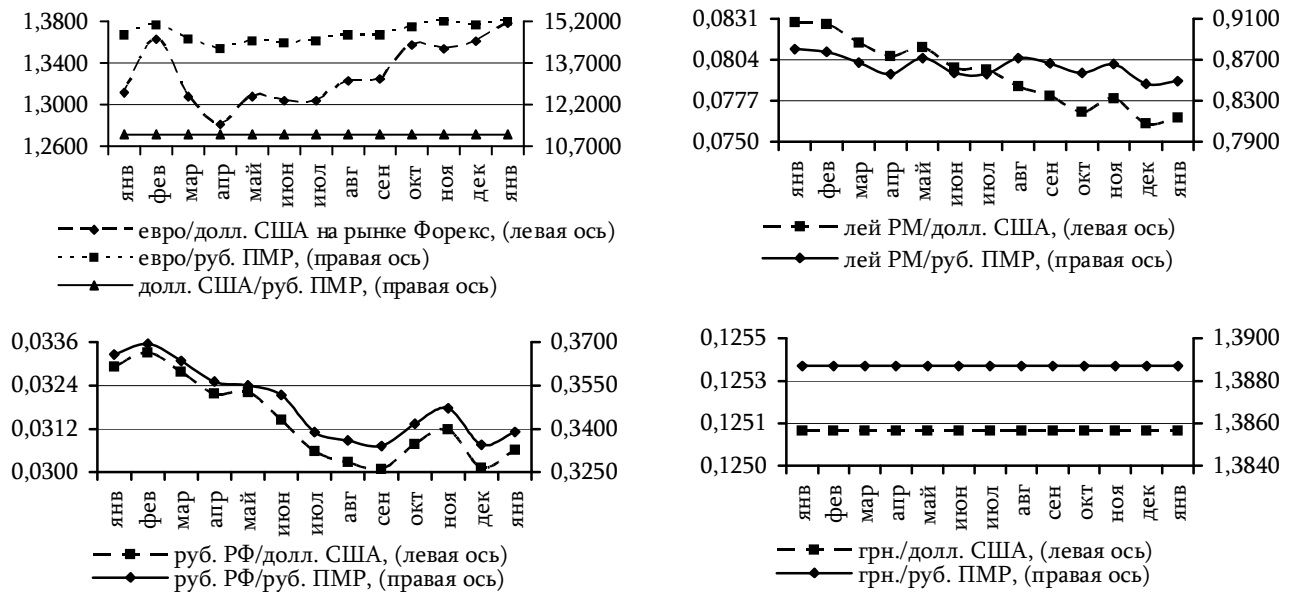 1,3800
1,3400
1,3000
1,2600
15,2000
13,7000
12,2000
10,7000
янв фев мар апр май июн июл авг сен окт ноя дек янв
евро/долл. США на рынке Форекс, (левая ось)
евро/руб. ПМР, (правая ось)
долл. США/руб. ПМР, (правая ось)
0,0831
0,0804
0,0777
0,0750
0,9100
0,8700
0,8300
0,7900
янв фев мар апр май июн июл авг сен окт ноя дек янв
лей РМ/долл. США, (левая ось)
лей РМ/руб. ПМР, (правая ось)
0,0336
0,0324
0,0312
0,0300
0,3700
0,3550
0,3400
0,3250
янв фев мар апр май июн июл авг сен окт ноя дек янв
руб. РФ/долл. США, (левая ось)
руб. РФ/руб. ПМР, (правая ось)
0,1255
0,1253
0,1251
0,1250
1,3900
1,3880
1,3860
1,3840
янв фев мар апр май июн июл авг сен окт ноя дек янв
грн./долл. США, (левая ось)
грн./руб. ПМР, (правая ось)